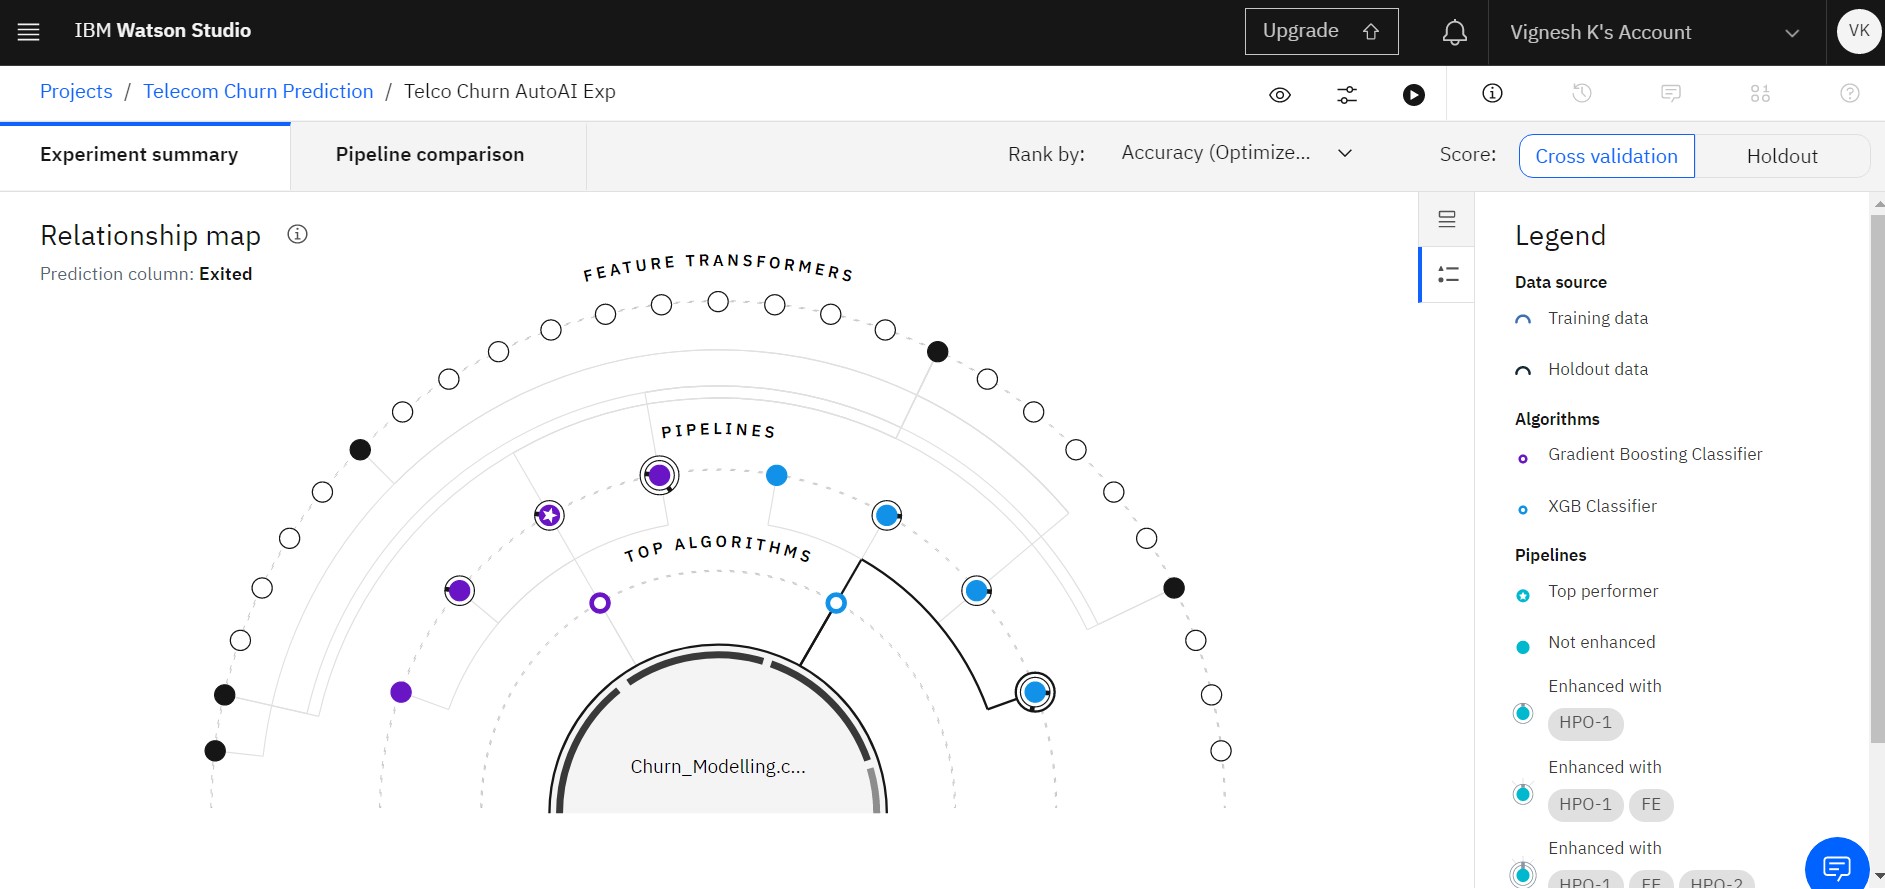 IBM Watson Studio
Upgrade
Vignesh K's Account
VK
Projects / Telecom Churn Prediction / Telco Churn AutoAI Exp
Experiment summary
Pipeline comparison
Rank by:
Accuracy (Optimize...
Score:
Cross validation
Holdout
Relationship map
Prediction column: Exited
FEATURE TRANSFORMERS
PIPELINES
TOP ALGORITHMS
Churn_Modelling.c...
Legend
Data source
Training data
Holdout data
Algorithms
Gradient Boosting Classifier
XGB Classifier
Pipelines
Top performer
Not enhanced
Enhanced with
HPO-1
Enhanced with
HPO-1 FE
Enhanced with
HPO-1 FE HPO-2